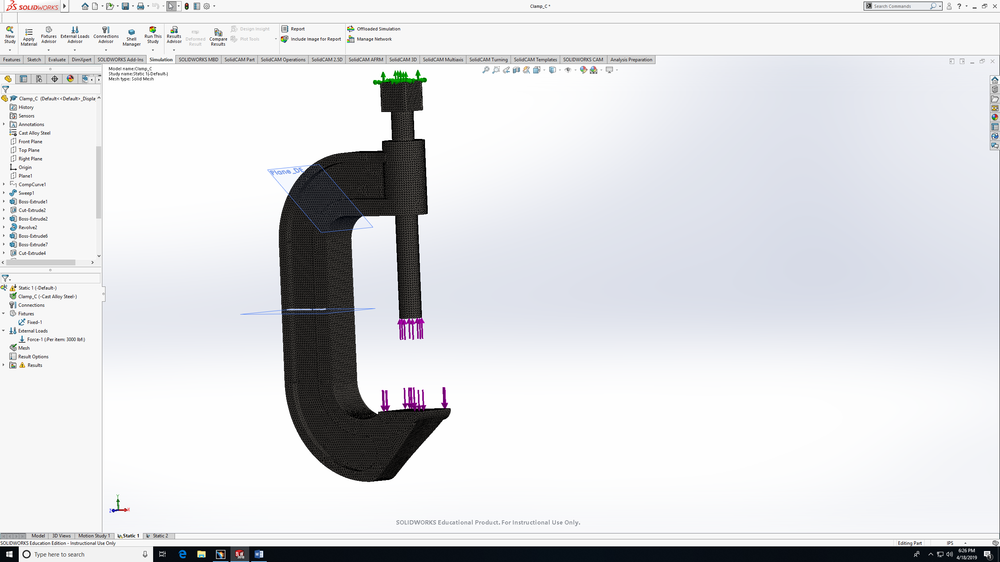 SOLIDWORKS
Clamp_C *
Search Commands
?
New Study
Apply Material
Fixtures Advisor
External Loads Advisor
Connections Advisor
Shell Manager
Run This Study
Results Advisor
Deformed Result
Compare Results
Design Insight
Plot Tools
Report
Include Image for Report
Offloaded Simulation
Manage Network
Features
Sketch
Evaluate
DimXpert
SOLIDWORKS Add-Ins
Simulation
SOLIDWORKS MBD
SolidCAM Part
SolidCAM Operations
SolidCAM 2.5D
SolidCAM AFRM
SolidCAM 3D
SolidCAM Multiaxis
SolidCAM Turning
SolidCAM Templates
SOLIDWORKS CAM
Analysis Preparation
Model name:Clamp_C
Study name:Static 1(-Default-)
Mesh type: Solid Mesh
Clamp_C (Default<<Default>_Displa
History
Sensors
Annotations
Cast Alloy Steel
Front Plane
Top Plane
Right Plane
Origin
Plane1
CompCurve1
Sweep1
Boss-Extrude1
Cut-Extrude2
Boss-Extrude2
Revolve2
Boss-Extrude6
Boss-Extrude7
Cut-Extrude4
Static 1 (-Default-)
Clamp_C (-Cast Alloy Steel-)
Connections
Fixtures
Fixed-1
External Loads
Force-1 (:Per item: 3000 lbf:)
Mesh
Result Options
Results
Plane_DE
Y
Z
X
SOLIDWORKS Educational Product. For Instructional Use Only.
Model
3D Views
Motion Study 1
Static 1
Static 2
SOLIDWORKS Education Edition - Instructional Use Only
Editing Part
IPS
Type here to search
SW
2018
6:26 PM
4/18/2019
1